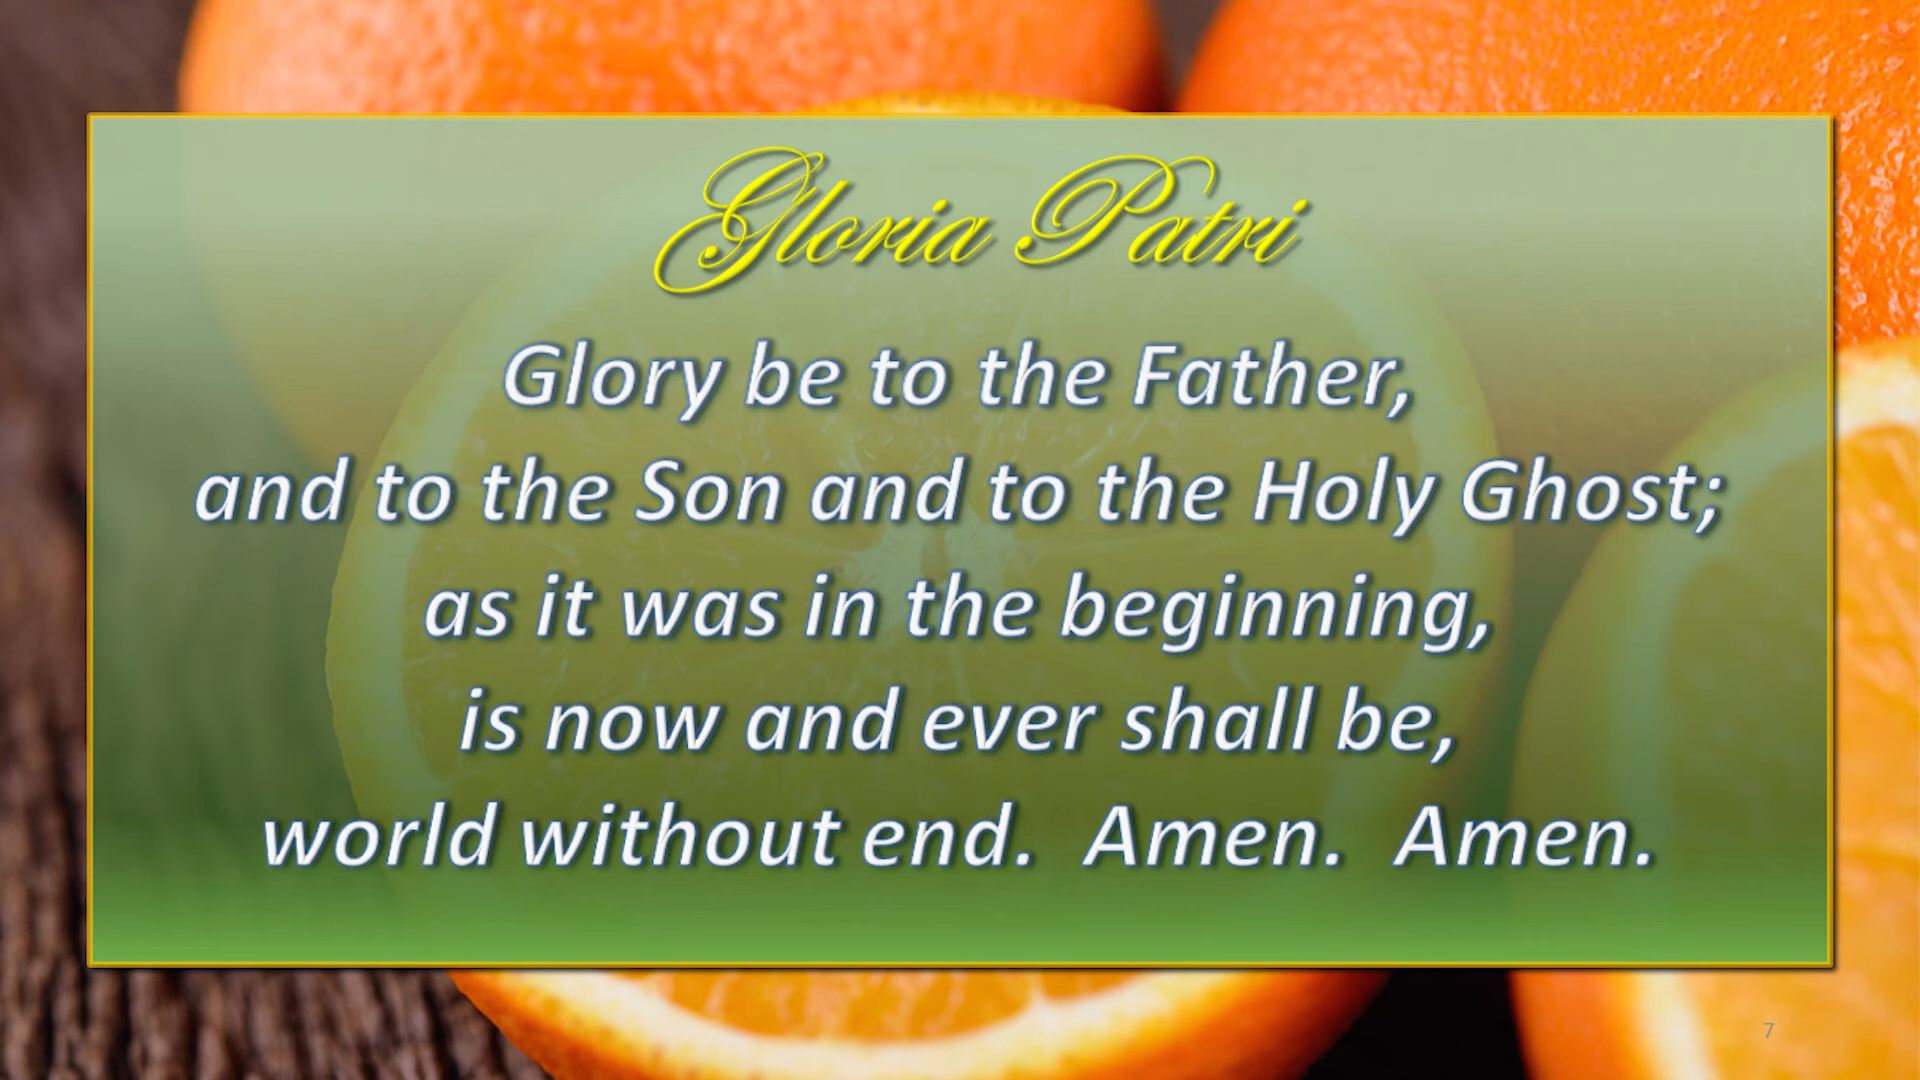 Gloria Patri
Glory be to the Father,
and to the Son and to the Holy Ghost;
as it was in the beginning,
is now and ever shall be,
world without end.  Amen.  Amen.
7